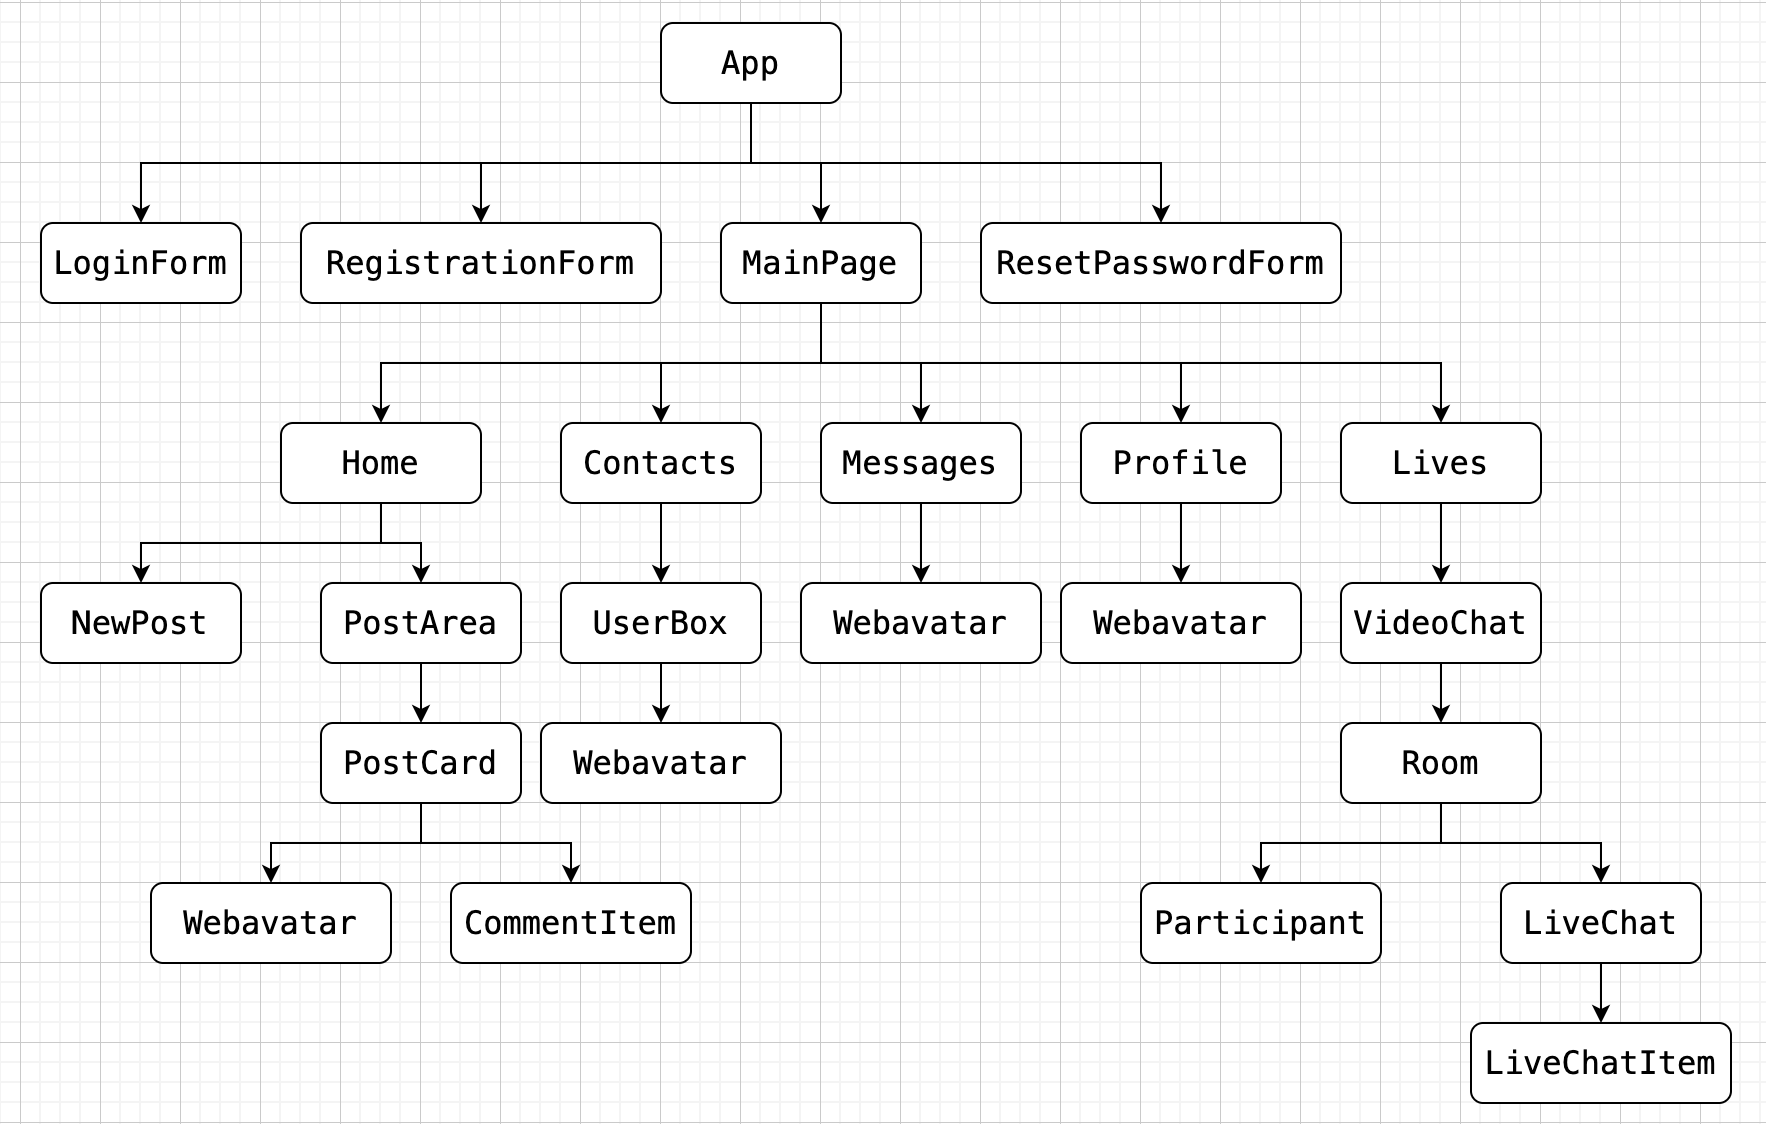 App
LoginForm
RegistrationForm
MainPage
ResetPasswordForm
Home
Contacts
Messages
Profile
Lives
NewPost
PostArea
UserBox
Webavatar
Webavatar
VideoChat
PostCard
Webavatar
Room
Webavatar
CommentItem
Participant
LiveChat
LiveChatItem